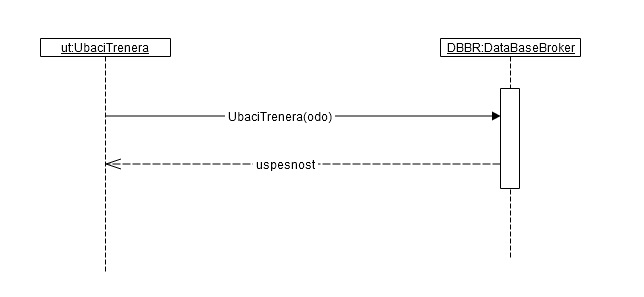 ut:UbaciTrenera
DBBR:DataBaseBroker
UbaciTrenera(odo)
uspesnost